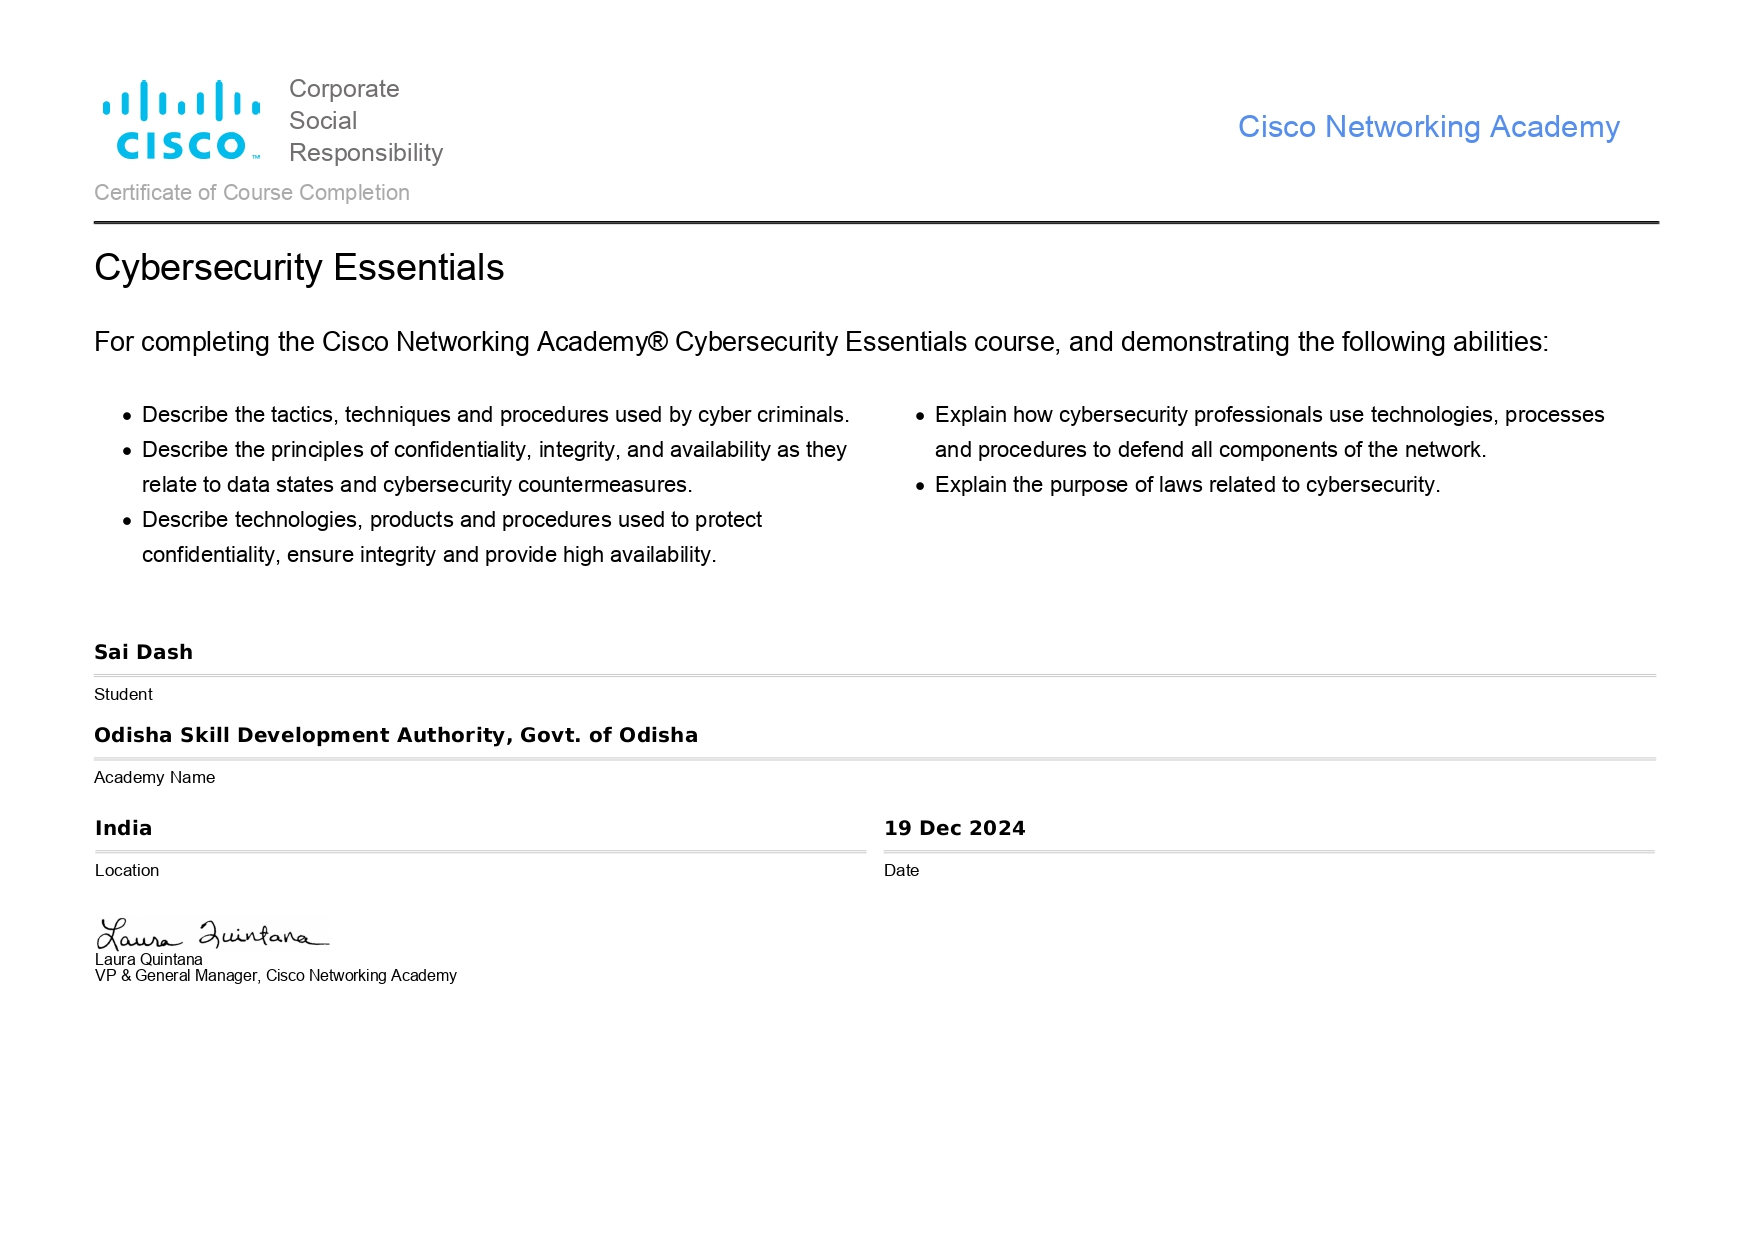 CISCO™
Corporate
Social
Responsibility
Cisco Networking Academy
Certificate of Course Completion
Cybersecurity Essentials
For completing the Cisco Networking Academy® Cybersecurity Essentials course, and demonstrating the following abilities:
• Describe the tactics, techniques and procedures used by cyber criminals.
• Describe the principles of confidentiality, integrity, and availability as they
relate to data states and cybersecurity countermeasures.
• Describe technologies, products and procedures used to protect
confidentiality, ensure integrity and provide high availability.
• Explain how cybersecurity professionals use technologies, processes
and procedures to defend all components of the network.
• Explain the purpose of laws related to cybersecurity.
Sai Dash
Student
Odisha Skill Development Authority, Govt. of Odisha
Academy Name
India
Location
19 Dec 2024
Date
Laura Quintana
Laura Quintana
VP & General Manager, Cisco Networking Academy